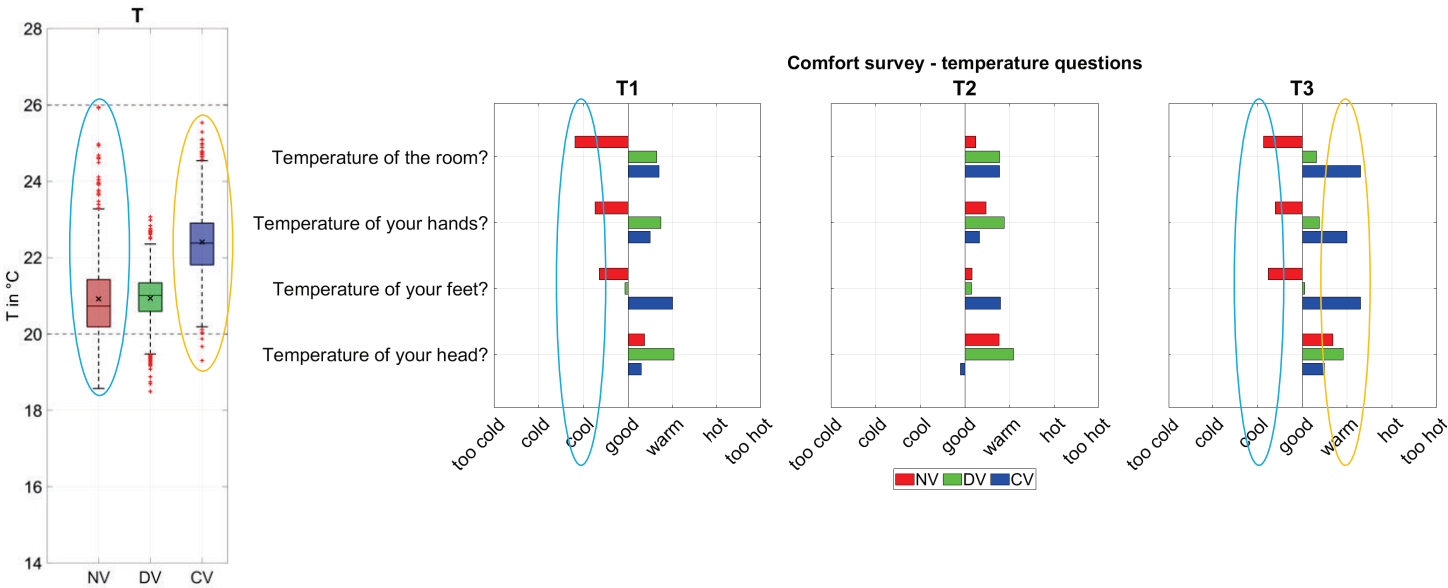 T
28
26
24
22
20
18
16
14
T in °C
NV DV CV
Comfort survey - temperature questions
T1 T2 T3
Temperature of the room?
Temperature of your hands?
Temperature of your feet?
Temperature of your head?
too cold cold cool good warm hot too hot
too cold cold cool good warm hot too hot
too cold cold cool good warm hot too hot
NV DV CV